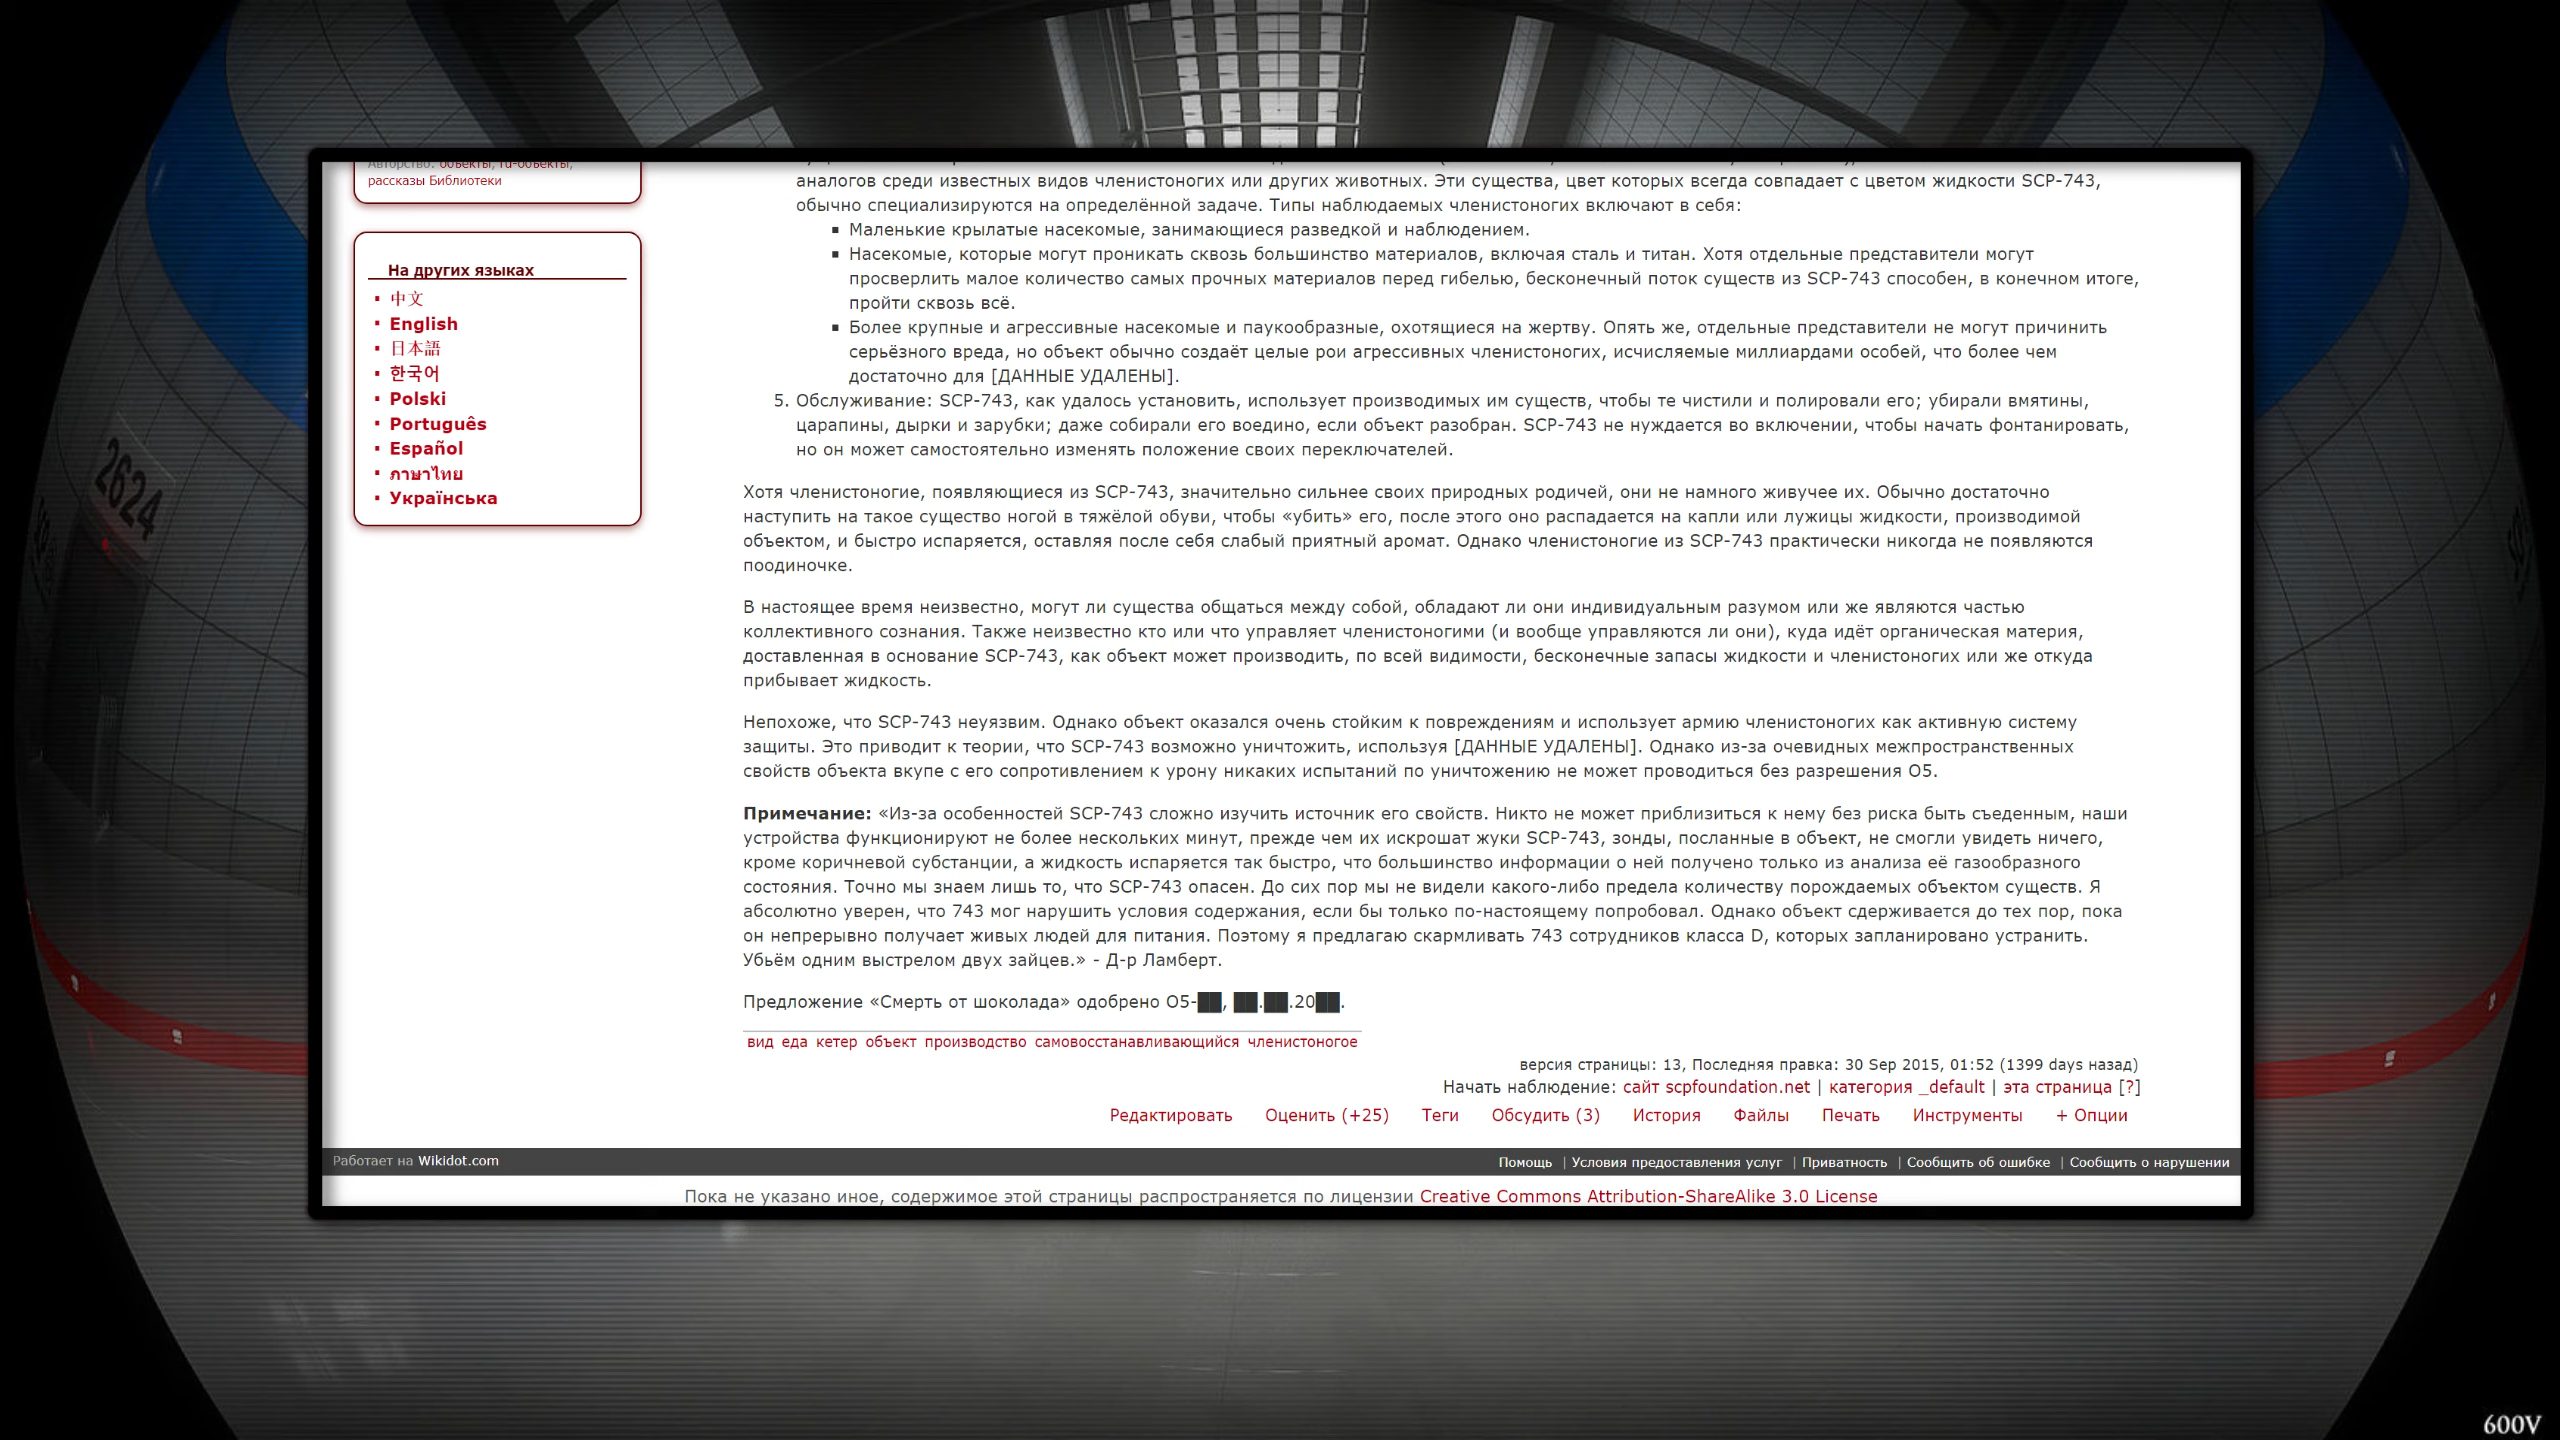 Авторство: объекты, ru-объекты,
рассказы Библиотеки
На других языках
中文
English
日本語
한국어
Polski
Português
Español
ภาษาไทย
Українська
аналогов среди известных видов членистоногих или других животных. Эти существа, цвет которых всегда совпадает с цветом жидкости SCP-743,
обычно специализируются на определённой задаче. Типы наблюдаемых членистоногих включают в себя:
Маленькие крылатые насекомые, занимающиеся разведкой и наблюдением.
Насекомые, которые могут проникать сквозь большинство материалов, включая сталь и титан. Хотя отдельные представители могут
просверлить малое количество самых прочных материалов перед гибелью, бесконечный поток существ из SCP-743 способен, в конечном итоге,
пройти сквозь всё.
Более крупные и агрессивные насекомые и паукообразные, охотящиеся на жертву. Опять же, отдельные представители не могут причинить
серьёзного вреда, но объект обычно создаёт целые рои агрессивных членистоногих, исчисляемые миллиардами особей, что более чем
достаточно для [ДАННЫЕ УДАЛЕНЫ].
5. Обслуживание: SCP-743, как удалось установить, использует производимых им существ, чтобы те чистили и полировали его; убирали вмятины,
царапины, дырки и зарубки; даже собирали его воедино, если объект разобран. SCP-743 не нуждается во включении, чтобы начать фонтанировать,
но он может самостоятельно изменять положение своих переключателей.
Хотя членистоногие, появляющиеся из SCP-743, значительно сильнее своих природных родичей, они не намного живучее их. Обычно достаточно
наступить на такое существо ногой в тяжёлой обуви, чтобы «убить» его, после этого оно распадается на капли или лужицы жидкости, производимой
объектом, и быстро испаряется, оставляя после себя слабый приятный аромат. Однако членистоногие из SCP-743 практически никогда не появляются
поодиночке.
В настоящее время неизвестно, могут ли существа общаться между собой, обладают ли они индивидуальным разумом или же являются частью
коллективного сознания. Также неизвестно кто или что управляет членистоногими (и вообще управляются ли они), куда идёт органическая материя,
доставленная в основание SCP-743, как объект может производить, по всей видимости, бесконечные запасы жидкости и членистоногих или же откуда
прибывает жидкость.
Непохоже, что SCP-743 неуязвим. Однако объект оказался очень стойким к повреждениям и использует армию членистоногих как активную систему
защиты. Это приводит к теории, что SCP-743 возможно уничтожить, используя [ДАННЫЕ УДАЛЕНЫ]. Однако из-за очевидных межпространственных
свойств объекта вкупе с его сопротивлением к урону никаких испытаний по уничтожению не может проводиться без разрешения О5.
Примечание: «Из-за особенностей SCP-743 сложно изучить источник его свойств. Никто не может приблизиться к нему без риска быть съеденным, наши
устройства функционируют не более нескольких минут, прежде чем их искрошат жуки SCP-743, зонды, посланные в объект, не смогли увидеть ничего,
кроме коричневой субстанции, а жидкость испаряется так быстро, что большинство информации о ней получено только из анализа её газообразного
состояния. Точно мы знаем лишь то, что SCP-743 опасен. До сих пор мы не видели какого-либо предела количеству порождаемых объектом существ. Я
абсолютно уверен, что 743 мог нарушить условия содержания, если бы только по-настоящему попробовал. Однако объект сдерживается до тех пор, пока
он непрерывно получает живых людей для питания. Поэтому я предлагаю скармливать 743 сотрудников класса D, которых запланировано устранить.
Убьём одним выстрелом двух зайцев.» - Д-р Ламберт.
Предложение «Смерть от шоколада» одобрено О5-██, ██.██.20██.
вид еда кетер объект производство самовосстанавливающийся членистоногое
версия страницы: 13, Последняя правка: 30 Sep 2015, 01:52 (1399 days назад)
Начать наблюдение: сайт scpfoundation.net | категория _default | эта страница [?]
Редактировать Оценить (+25) Теги Обсудить (3) История Файлы Печать Инструменты + Опции
Работает на Wikidot.com
Помощь | Условия предоставления услуг | Приватность | Сообщить об ошибке | Сообщить о нарушении
Пока не указано иное, содержимое этой страницы распространяется по лицензии Creative Commons Attribution-ShareAlike 3.0 License
2624
600V